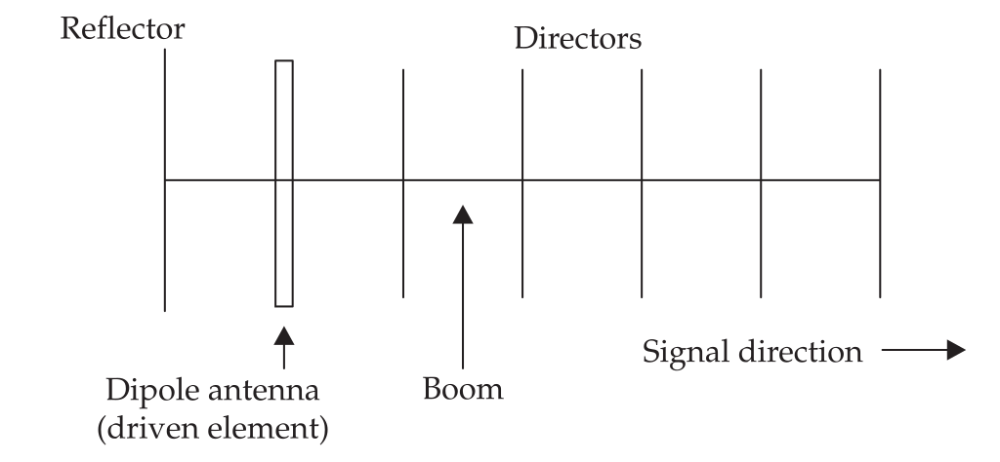 Reflector
Directors
Signal direction
Dipole antenna
(driven element)
Boom